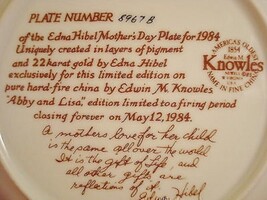 PLATE NUMBER 8967B
of the Edna Hibel Mother's Day Plate for 1984
Uniquely created in layers of pigment
and 22 karat gold by Edna Hibel
exclusively for this limited edition on
pure hard-fire china by Edwin M. Knowles.
"Abby and Lisa," edition limited to a firing period
closing forever on May 12, 1984.
AMERICA'S OLDEST
1854
Edwin M.
Knowles
NAME IN FINE CHINA
A mothers love for her child
is the same all over the world
It is the gift of Life, and
all other gifts are
reflections of it.
Edna Hibel